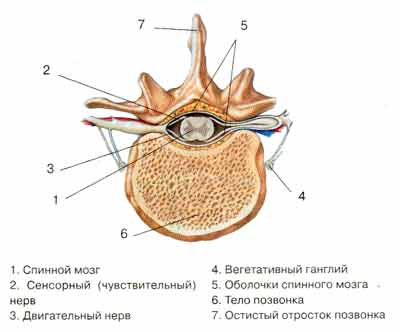 7
5
2
3
1
4
6
1. Спинной мозг
2. Сенсорный (чувствительный)
нерв
3. Двигательный нерв
4. Вегетативный ганглий
5. Оболочки спинного мозга
6. Тело позвонка
7. Остистый отросток позвонка